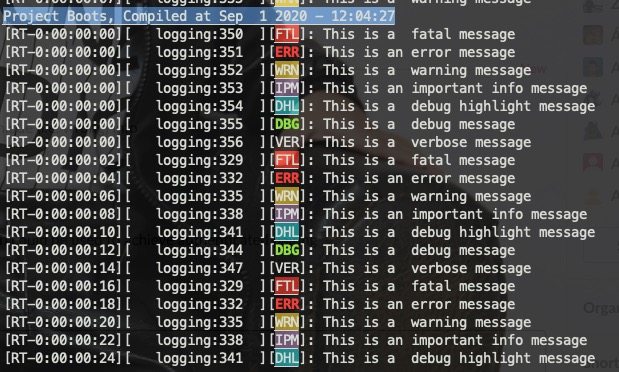 Project Boots, Compiled at Sep  1 2020 – 12:04:27
[RT-0:00:00:00][   logging:350  ][FTL]: This is a  fatal message
[RT-0:00:00:00][   logging:351  ][ERR]: This is an error message
[RT-0:00:00:00][   logging:352  ][WRN]: This is a  warning message
[RT-0:00:00:00][   logging:353  ][IPM]: This is an important info message
[RT-0:00:00:00][   logging:354  ][DHL]: This is a  debug highlight message
[RT-0:00:00:00][   logging:355  ][DBG]: This is a  debug message
[RT-0:00:00:00][   logging:356  ][VER]: This is a  verbose message
[RT-0:00:00:02][   logging:329  ][FTL]: This is a  fatal message
[RT-0:00:00:04][   logging:332  ][ERR]: This is an error message
[RT-0:00:00:06][   logging:335  ][WRN]: This is a  warning message
[RT-0:00:00:08][   logging:338  ][IPM]: This is an important info message
[RT-0:00:00:10][   logging:341  ][DHL]: This is a  debug highlight message
[RT-0:00:00:12][   logging:344  ][DBG]: This is a  debug message
[RT-0:00:00:14][   logging:347  ][VER]: This is a  verbose message
[RT-0:00:00:16][   logging:329  ][FTL]: This is a  fatal message
[RT-0:00:00:18][   logging:332  ][ERR]: This is an error message
[RT-0:00:00:20][   logging:335  ][WRN]: This is a  warning message
[RT-0:00:00:22][   logging:338  ][IPM]: This is an important info message
[RT-0:00:00:24][   logging:341  ][DHL]: This is a  debug highlight message